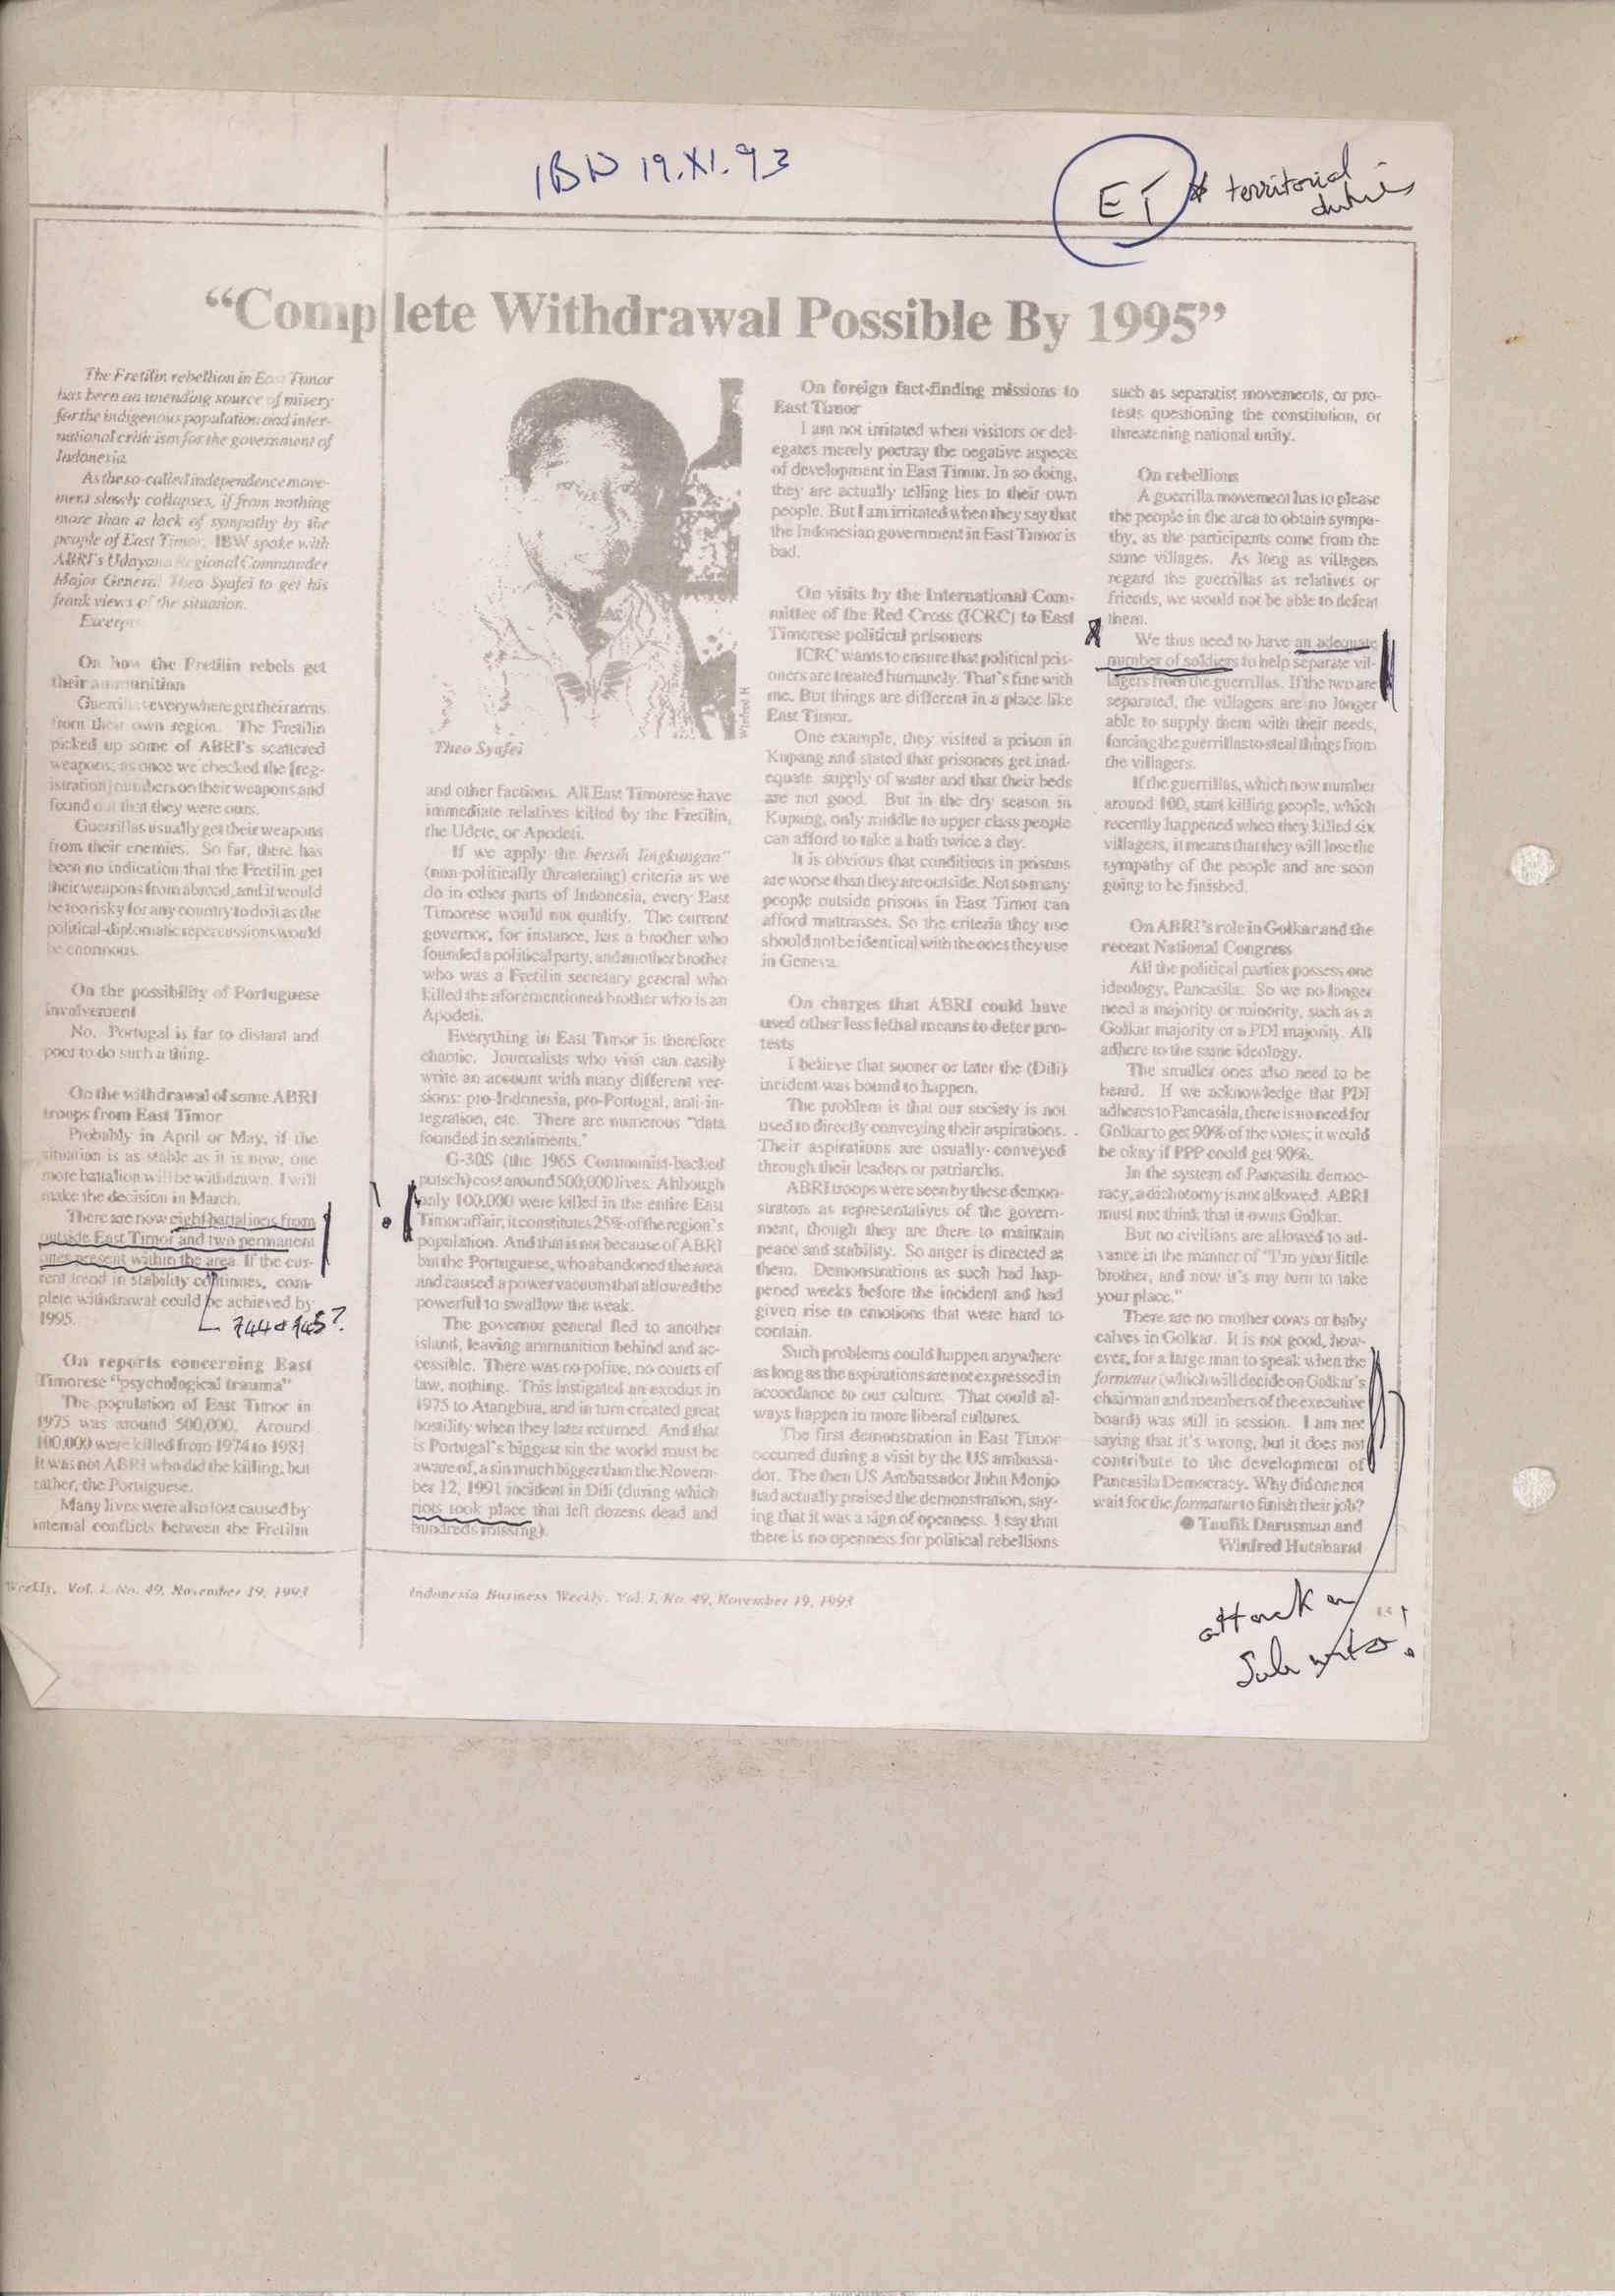 IBW 19.XI.93
ET * territorial
duties
“Complete Withdrawal Possible By 1995”
The Fretilin rebellion in East Timor
has been an unending source of misery
for the indigenous population and inter-
national criticism for the government of
Indonesia.
As the so-called independence move-
ment slowly collapses, if from nothing
more than a lack of sympathy by the
people of East Timor, IBW spoke with
ABRI's Udayana Regional Commander
Major General Theo Syafei to get his
frank views of the situation.
Excerpts
On how the Fretilin rebels get
their ammunition
Guerrillas everywhere get their arms
from their own region. The Fretilin
picked up some of ABRI's scattered
weapons, as once we checked the [reg-
istration] numbers on their weapons and
found out that they were ours.
Guerrillas usually get their weapons
from their enemies. So far, there has
been no indication that the Fretilin get
their weapons from abroad, and it would
be too risky for any country to do it as the
political-diplomatic repercussions would
be enormous.
On the possibility of Portuguese
involvement
No. Portugal is far to distant and
poor to do such a thing.
On the withdrawal of some ABRI
troops from East Timor
Probably in April or May, if the
situation is as stable as it is now, one
more battalion will be withdrawn. I will
make the decision in March.
There are now eight battalions from
outside East Timor and two permanent
ones present within the area. If the cur-
rent trend in stability continues, com-
plete withdrawal could be achieved by
1995.
744 & 745?
On reports concerning East
Timorese "psychological trauma"
The population of East Timor in
1975 was around 500,000. Around
100,000 were killed from 1974 to 1981.
It was not ABRI who did the killing, but
rather, the Portuguese.
Many lives were also lost caused by
internal conflicts between the Fretilin
Weekly, Vol. I, No. 49, November 19, 1993
Winfred H
Theo Syafei
and other factions. All East Timorese have
immediate relatives killed by the Fretilin,
the Udete, or Apodeti.
If we apply the bersih lingkungan"
(non-politically threatening) criteria as we
do in other parts of Indonesia, every East
Timorese would not qualify. The current
governor, for instance, has a brother who
founded a political party, and another brother
who was a Fretilin secretary general who
killed the aforementioned brother who is an
Apodeti.
Everything in East Timor is therefore
chaotic. Journalists who visit can easily
write an account with many different ver-
sions: pro-Indonesia, pro-Portugal, anti-in-
tegration, etc. There are numerous "data
founded in sentiments."
G-30S (the 1965 Communist-backed
putsch) cost around 500,000 lives. Although
only 100,000 were killed in the entire East
Timor affair, it constitutes 25% of the region's
population. And that is not because of ABRI
but the Portuguese, who abandoned the area
and caused a power vacuum that allowed the
powerful to swallow the weak.
The governor general fled to another
island, leaving ammunition behind and ac-
cessible. There was no police, no courts of
law, nothing. This instigated an exodus in
1975 to Atangbua, and in turn created great
hostility when they later returned. And that
is Portugal's biggest sin the world must be
aware of, a sin much bigger than the Novem-
ber 12, 1991 incident in Dili (during which
riots took place that left dozens dead and
hundreds missing).
Indonesia Business Weekly, Vol. I, No. 49, November 19, 1993
On foreign fact-finding missions to
East Timor
I am not irritated when visitors or del-
egates merely portray the negative aspects
of development in East Timor. In so doing,
they are actually telling lies to their own
people. But I am irritated when they say that
the Indonesian government in East Timor is
bad.
On visits by the International Com-
mittee of the Red Cross (ICRC) to East
Timorese political prisoners
ICRC wants to ensure that political pris-
oners are treated humanely. That's fine with
me. But things are different in a place like
East Timor.
One example, they visited a prison in
Kupang and stated that prisoners get inad-
equate supply of water and that their beds
are not good. But in the dry season in
Kupang, only middle to upper class people
can afford to take a bath twice a day.
It is obvious that conditions in prisons
are worse than they are outside. Not so many
people outside prisons in East Timor can
afford mattrasses. So the criteria they use
should not be identical with the ones they use
in Geneva.
On charges that ABRI could have
used other less lethal means to deter pro-
tests
I believe that sooner or later the (Dili)
incident was bound to happen.
The problem is that our society is not
used to directly conveying their aspirations.
Their aspirations are usually conveyed
through their leaders or patriarchs.
ABRI troops were seen by these demon-
strators as representatives of the govern-
ment, though they are there to maintain
peace and stability. So anger is directed at
them. Demonstrations as such had hap-
pened weeks before the incident and had
given rise to emotions that were hard to
contain.
Such problems could happen anywhere
as long as the aspirations are not expressed in
accordance to our culture. That could al-
ways happen in more liberal cultures.
The first demonstration in East Timor
occurred during a visit by the US ambassa-
dor. The then US Ambassador John Monjo
had actually praised the demonstration, say-
ing that it was a sign of openness. I say that
there is no openness for political rebellions
such as separatist movements, or pro-
tests questioning the constitution, or
threatening national unity.
On rebellions
A guerrilla movement has to please
the people in the area to obtain sympa-
thy, as the participants come from the
same villages. As long as villagers
regard the guerrillas as relatives or
friends, we would not be able to defeat
them.
We thus need to have an adequate
number of soldiers to help separate vil-
lagers from the guerrillas. If the two are
separated, the villagers are no longer
able to supply them with their needs,
forcing the guerrillas to steal things from
the villagers.
If the guerrillas, which now number
around 100, start killing people, which
recently happened when they killed six
villagers, it means that they will lose the
sympathy of the people and are soon
going to be finished.
On ABRI's role in Golkar and the
recent National Congress
All the political parties possess one
ideology, Pancasila. So we no longer
need a majority or minority, such as a
Golkar majority or a PDI majority. All
adhere to the same ideology.
The smaller ones also need to be
heard. If we acknowledge that PDI
adheres to Pancasila, there is no need for
Golkar to get 90% of the votes; it would
be okay if PPP could get 90%.
In the system of Pancasila democ-
racy, a dichotomy is not allowed. ABRI
must not think that it owns Golkar.
But no civilians are allowed to ad-
vance in the manner of "I'm your little
brother, and now it's my turn to take
your place."
There are no mother cows or baby
calves in Golkar. It is not good, how-
ever, for a large man to speak when the
formatur (which will decide on Golkar's
chairman and members of the executive
board) was still in session. I am not
saying that it's wrong, but it does not
contribute to the development of
Pancasila Democracy. Why did one not
wait for the formatur to finish their job?
● Taufik Darusman and
Winfred Hutabarat
attack on
Sudarmoko!